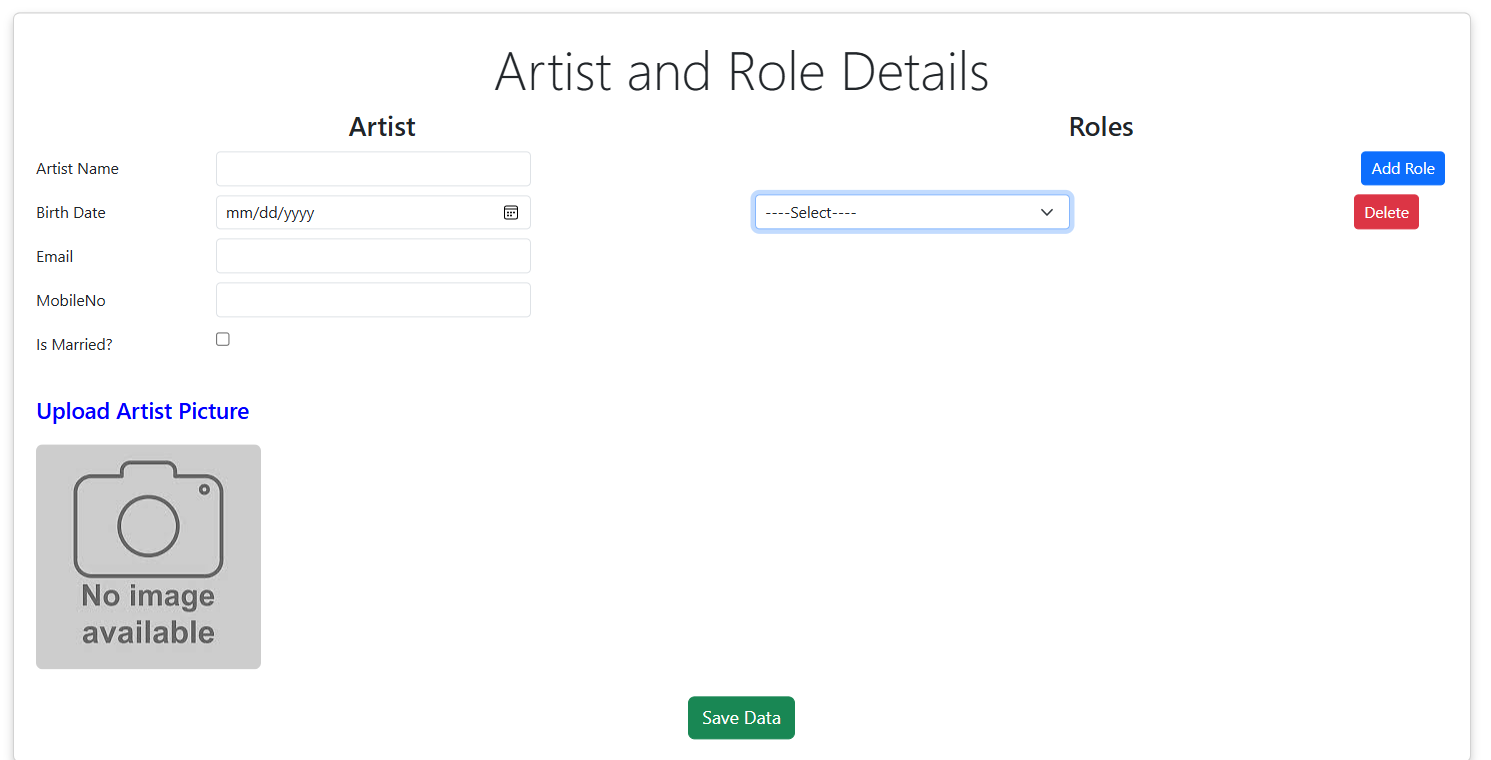 Artist and Role Details
Artist
Roles
Artist Name
Add Role
Birth Date
mm/dd/yyyy
----Select----
Delete
Email
MobileNo
Is Married?
Upload Artist Picture
No image
available
Save Data